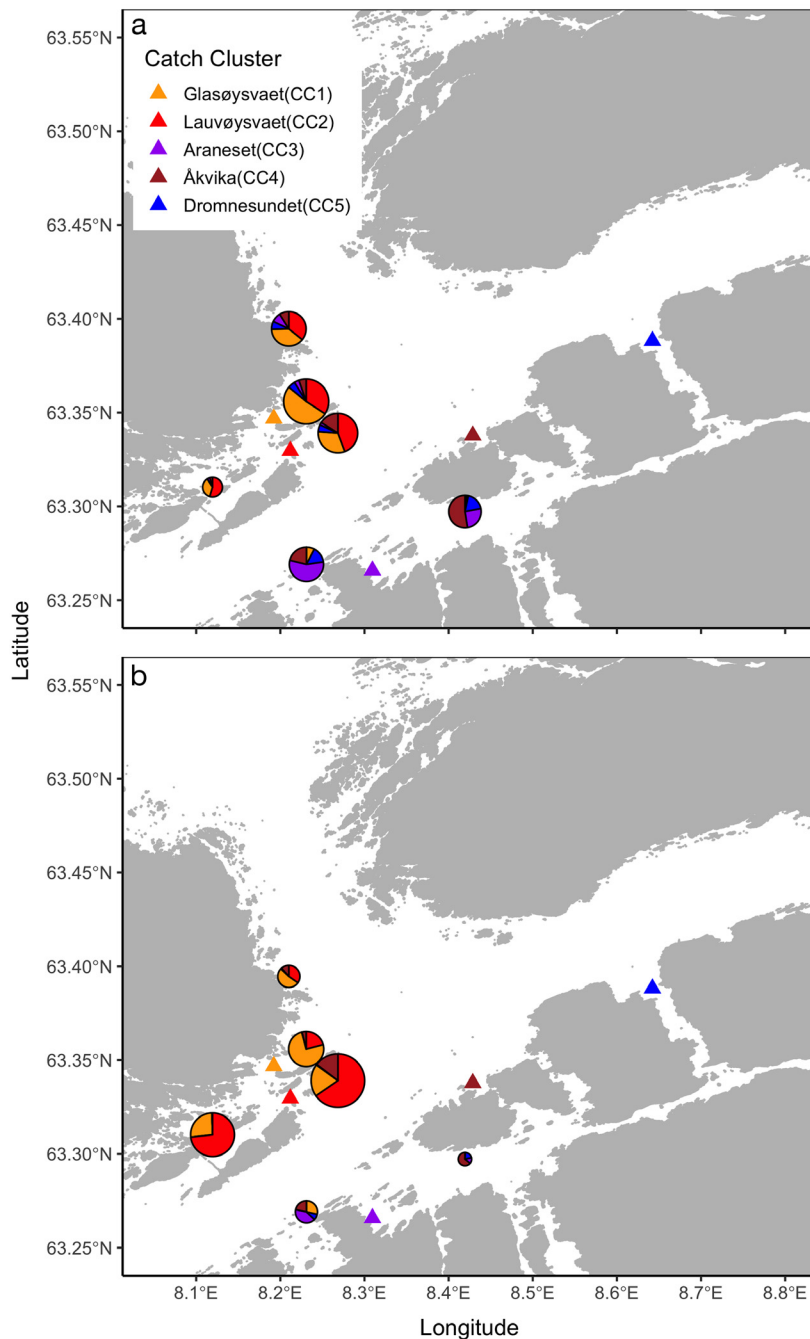 a
Catch Cluster
Glasøysvaet(CC1)
Lauvøysvaet(CC2)
Araneset(CC3)
Åkvika(CC4)
Dromnesundet(CC5)
63.55°N
63.50°N
63.45°N
63.40°N
63.35°N
63.30°N
63.25°N
Latitude
b
63.55°N
63.50°N
63.45°N
63.40°N
63.35°N
63.30°N
63.25°N
8.1°E 8.2°E 8.3°E 8.4°E 8.5°E 8.6°E 8.7°E 8.8°E
Longitude